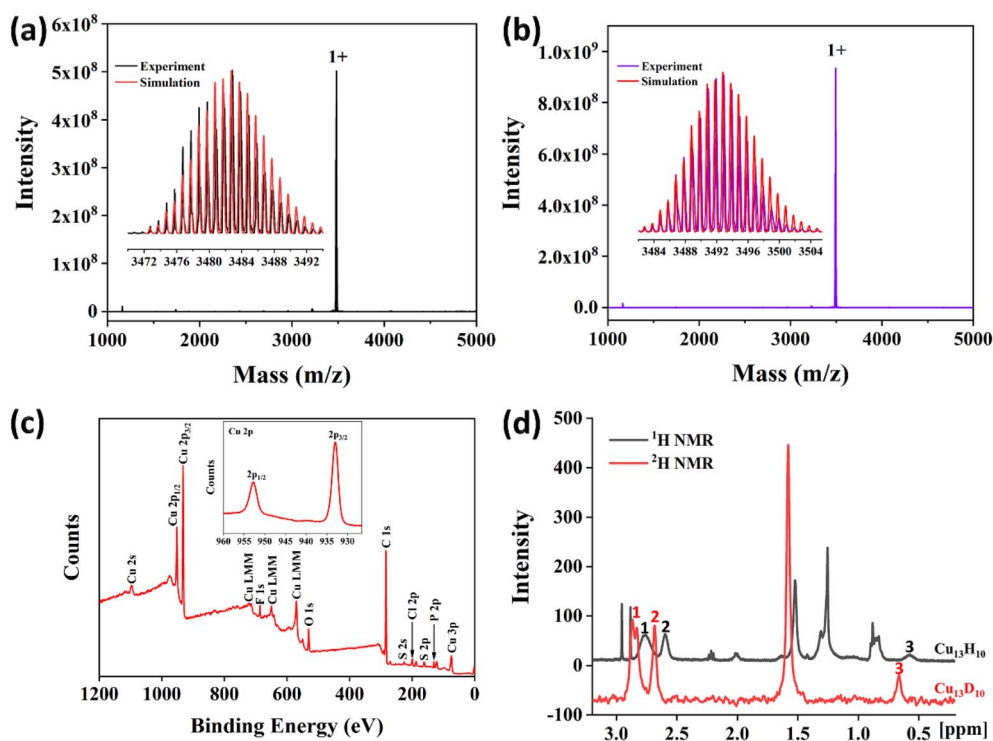 (a)
6x10⁸
5x10⁸
4x10⁸
3x10⁸
2x10⁸
1x10⁸
0
Intensity
1+
Experiment
Simulation
3472 3476 3480 3484 3488 3492
1000 2000 3000 4000 5000
Mass (m/z)
(b)
1.0x10⁹
8.0x10⁸
6.0x10⁸
4.0x10⁸
2.0x10⁸
0.0
Intensity
1+
Experiment
Simulation
3484 3488 3492 3496 3500 3504
1000 2000 3000 4000 5000
Mass (m/z)
(c)
Counts
Cu 2s
Cu 2p₁/₂
Cu 2p₃/₂
Cu LMM
F 1s
Cu LMM
Cu LMM
O 1s
C 1s
S 2s
Cl 2p
S 2p
P 2p
Cu 3p
Cu 2p
2p₁/₂
2p₃/₂
Counts
960 955 950 945 940 935 930
1200 1000 800 600 400 200 0
Binding Energy (eV)
(d)
500
400
300
200
100
0
-100
Intensity
¹H NMR
²H NMR
1 2 3
Cu₁₃H₁₀
1 2 3
Cu₁₃D₁₀
3.0 2.5 2.0 1.5 1.0 0.5 [ppm]